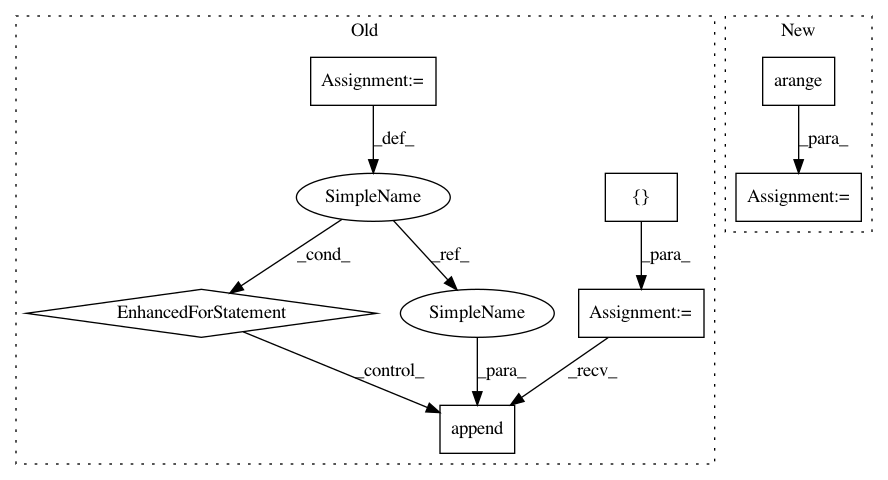 Old
New
Assignment:=
arange
_def_
_para_
SimpleName
{}
Assignment:=
_cond_
_ref_
_para_
EnhancedForStatement
SimpleName
Assignment:=
_control_
_para_
_recv_
append